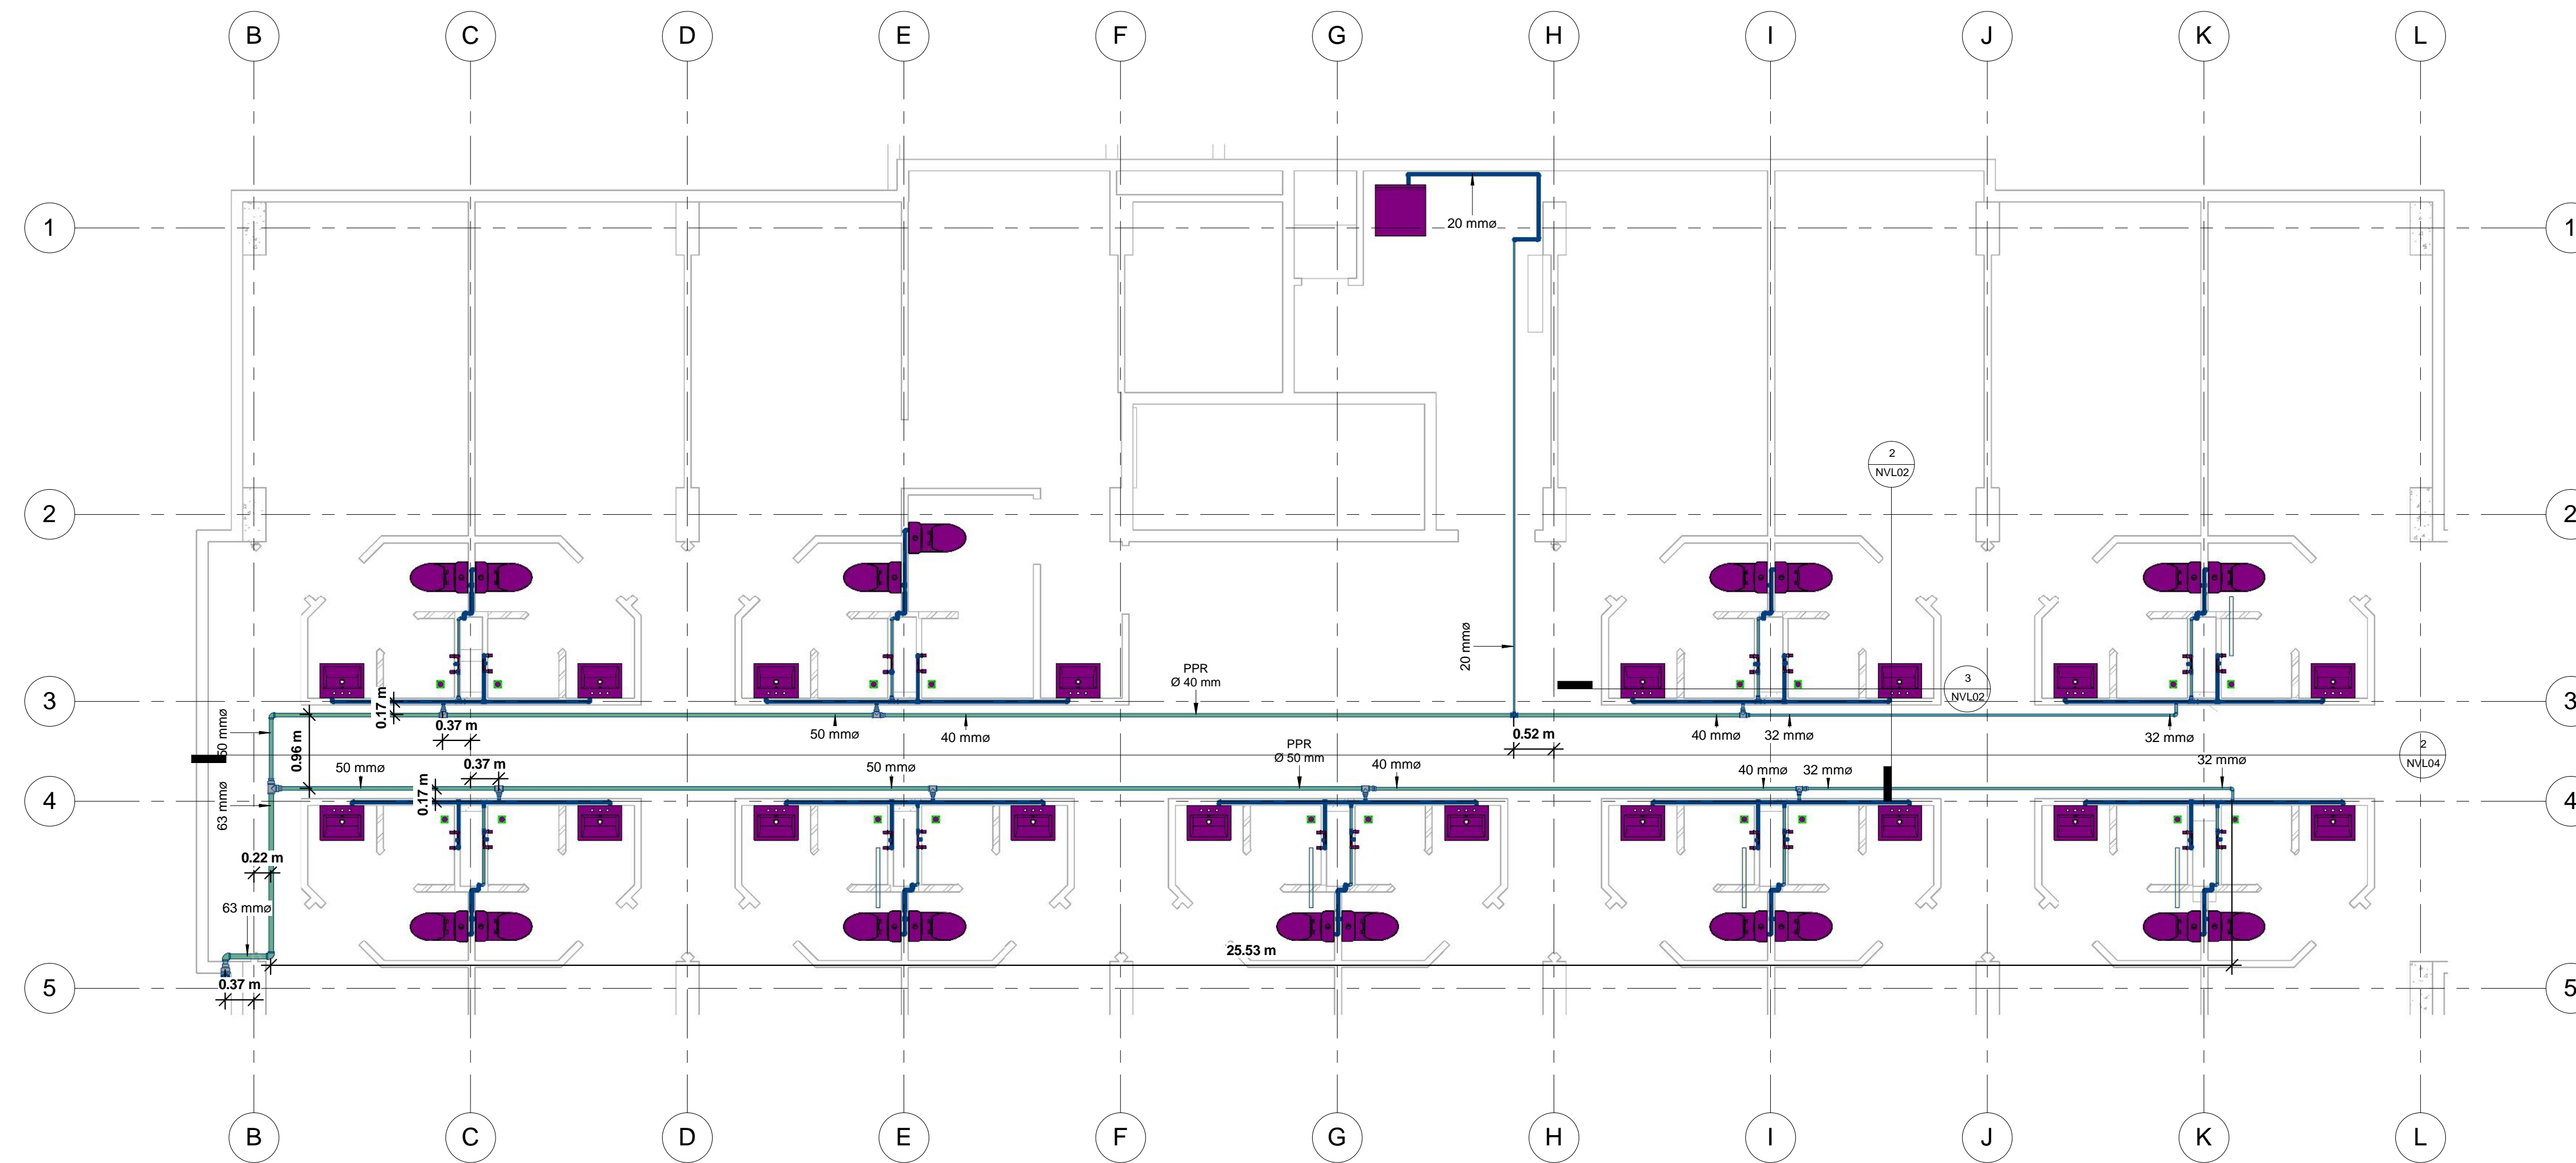 B
C
D
E
F
G
H
I
J
K
L
1
20 mmø
1
2
NVL02
2
2
20 mmø
PPR
Ø 40 mm
3
NVL02
3
3
0.17 m
0.37 m
50 mmø
0.96 m
50 mmø
40 mmø
0.52 m
40 mmø
32 mmø
32 mmø
2
NVL04
PPR
Ø 50 mm
50 mmø
0.37 m
50 mmø
40 mmø
40 mmø
32 mmø
32 mmø
0.17 m
63 mmø
4
4
0.22 m
63 mmø
25.53 m
0.37 m
5
5
B
C
D
E
F
G
H
I
J
K
L